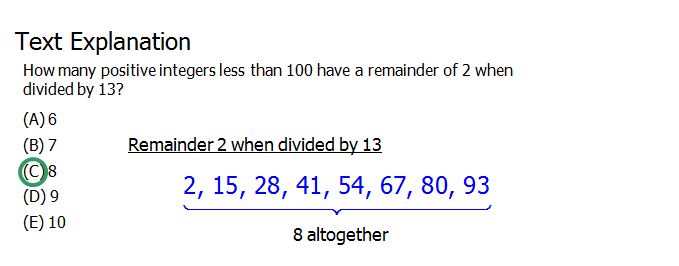 Text Explanation
How many positive integers less than 100 have a remainder of 2 when
divided by 13?
(A) 6
(B) 7
(C) 8
(D) 9
(E) 10
Remainder 2 when divided by 13
2, 15, 28, 41, 54, 67, 80, 93
8 altogether